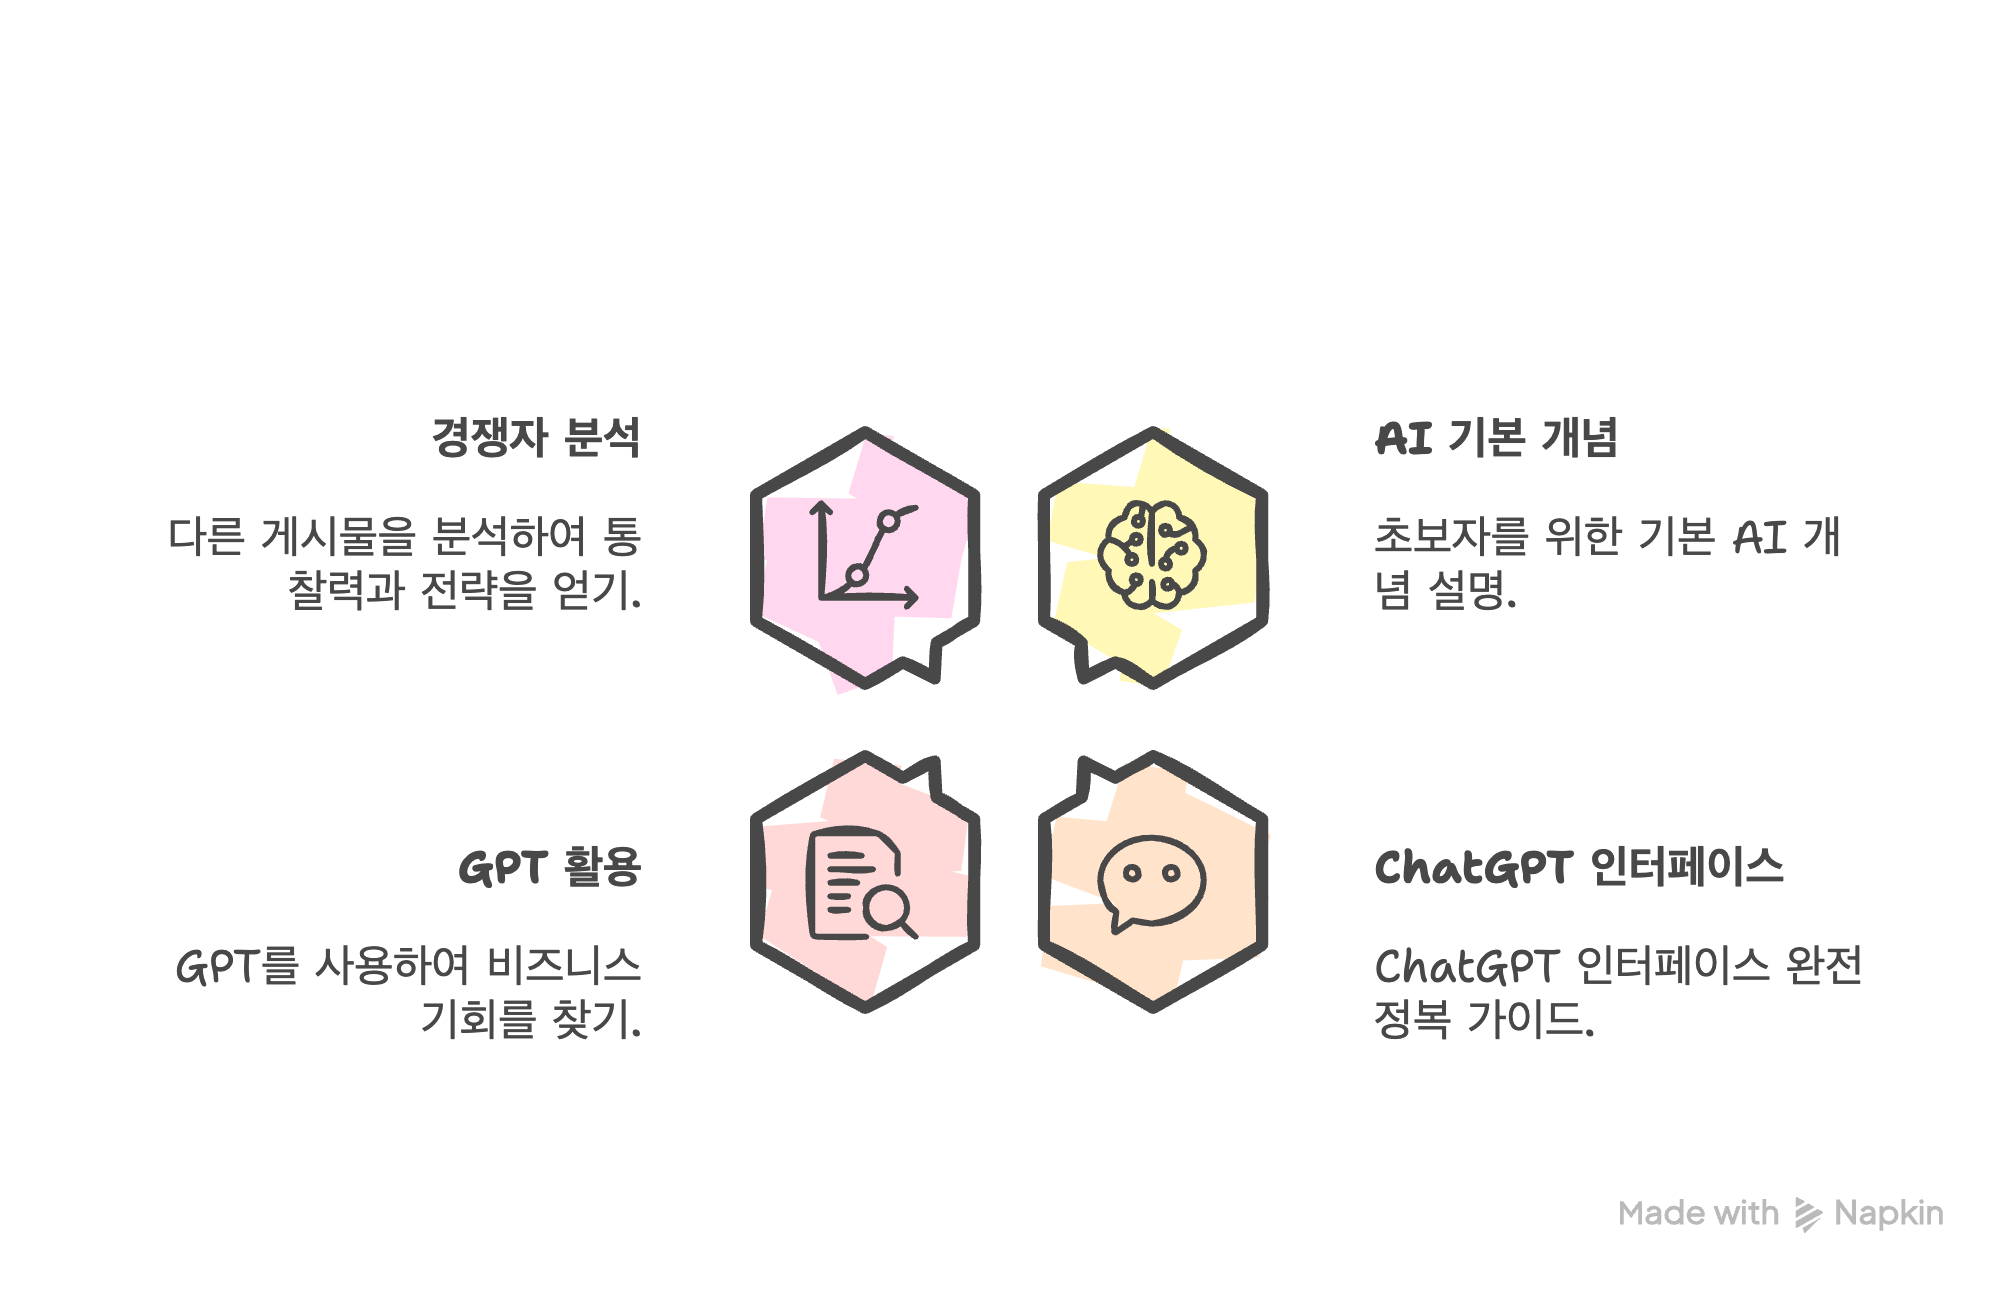 경쟁자 분석
다른 게시물을 분석하여 통
찰력과 전략을 얻기.
AI 기본 개념
초보자를 위한 기본 AI 개
념 설명.
GPT 활용
GPT를 사용하여 비즈니스
기회를 찾기.
ChatGPT 인터페이스
ChatGPT 인터페이스 완전
정복 가이드.
Made with Napkin